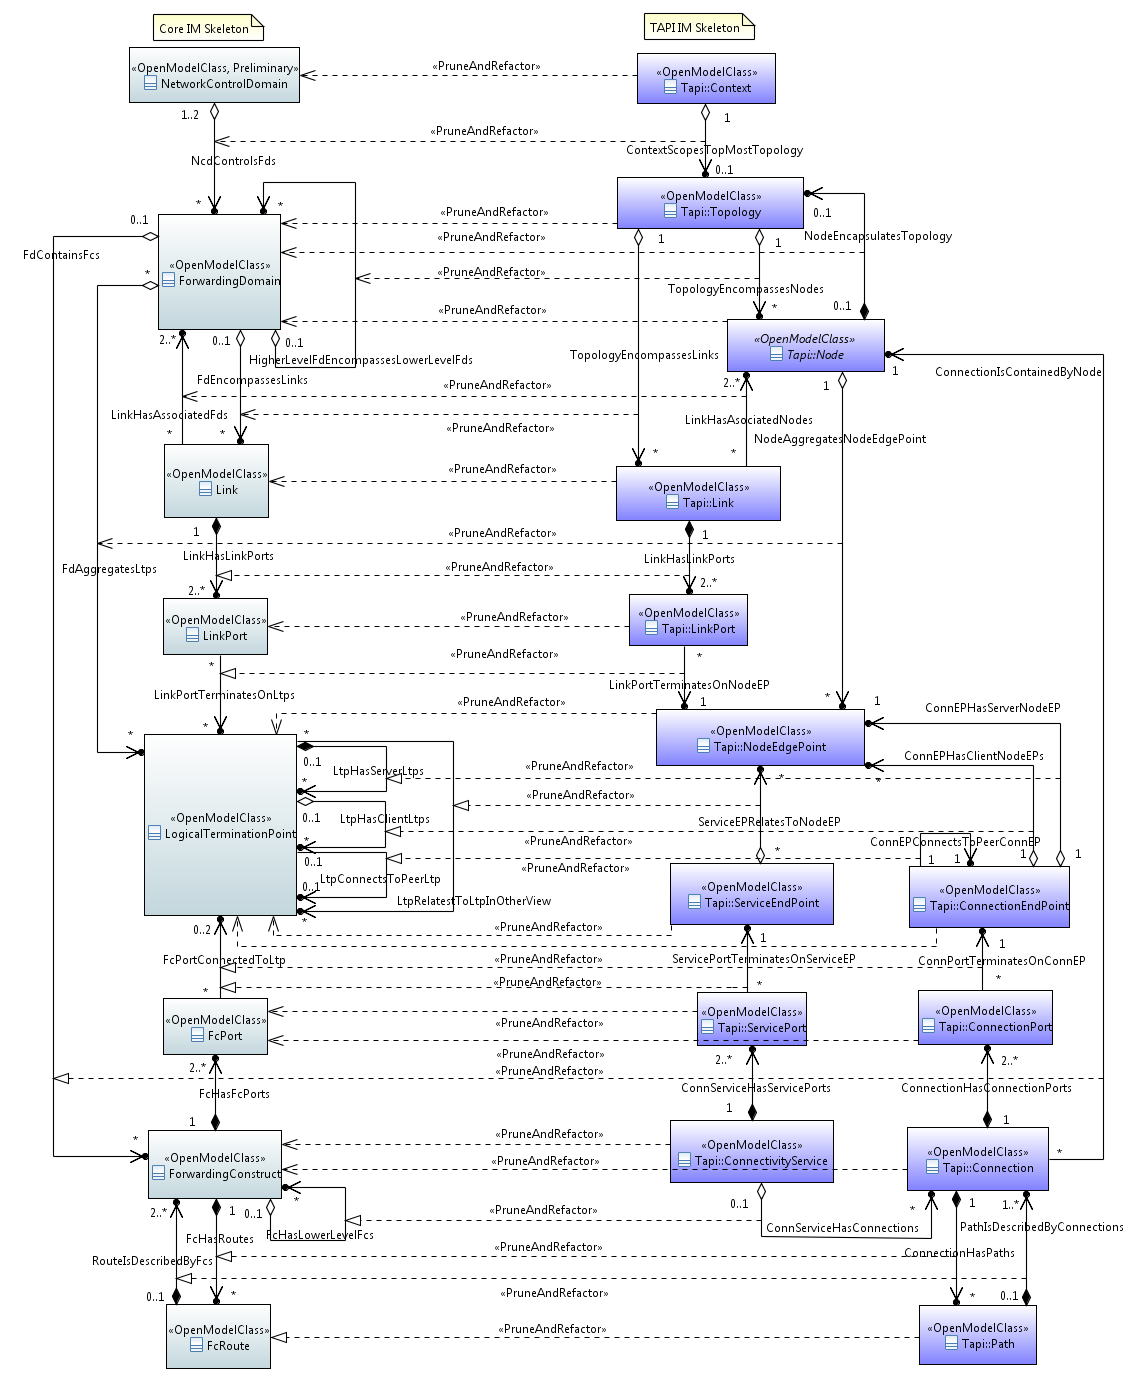 Core IM Skeleton
TAPI IM Skeleton
«OpenModelClass, Preliminary»
NetworkControlDomain
«PruneAndRefactor»
«OpenModelClass»
Tapi::Context
1..2
1
«PruneAndRefactor»
NcdControlsFds
ContextScopesTopMostTopology
0..1
*
*
«OpenModelClass»
Tapi::Topology
0..1
«PruneAndRefactor»
0..1
FdContainsFcs
«PruneAndRefactor»
1
1
NodeEncapsulatesTopology
*
«OpenModelClass»
ForwardingDomain
«PruneAndRefactor»
TopologyEncompassesNodes
*
0..1
«PruneAndRefactor»
2..*
0..1
0..1
«OpenModelClass»
Tapi::Node
HigherLevelFdEncompassesLowerLevelFds
TopologyEncompassesLinks
FdEncompassesLinks
1
1
ConnectionIsContainedByNode
«PruneAndRefactor»
2..*
LinkHasAssociatedFds
LinkHasAsociatedNodes
*
*
«PruneAndRefactor»
NodeAggregatesNodeEdgePoint
*
*
«OpenModelClass»
Link
«PruneAndRefactor»
«OpenModelClass»
Tapi::Link
1
«PruneAndRefactor»
1
LinkHasLinkPorts
LinkHasLinkPorts
FdAggregatesLtps
«PruneAndRefactor»
2..*
2..*
«OpenModelClass»
LinkPort
«PruneAndRefactor»
«OpenModelClass»
Tapi::LinkPort
*
«PruneAndRefactor»
*
LinkPortTerminatesOnLtps
LinkPortTerminatesOnNodeEP
«PruneAndRefactor»
1
*
1
ConnEPHasServerNodeEP
*
*
*
«OpenModelClass»
Tapi::NodeEdgePoint
0..1
LtpHasServerLtps
«PruneAndRefactor»
ConnEPHasClientNodeEPs
*
*
*
«PruneAndRefactor»
0..1
LtpHasClientLtps
ServiceEPRelatesToNodeEP
«OpenModelClass»
LogicalTerminationPoint
*
«PruneAndRefactor»
ConnEPConnectsToPeerConnEP
*
1
1
1
1
0..1
«PruneAndRefactor»
LtpConnectsToPeerLtp
0..1
«OpenModelClass»
Tapi::ServiceEndPoint
«OpenModelClass»
Tapi::ConnectionEndPoint
LtpRelatesToLtpInOtherView
*
0..2
«PruneAndRefactor»
1
1
FcPortConnectedToLtp
«PruneAndRefactor»
ServicePortTerminatesOnServiceEP
ConnPortTerminatesOnConnEP
*
«PruneAndRefactor»
*
*
«OpenModelClass»
FcPort
«PruneAndRefactor»
«OpenModelClass»
Tapi::ServicePort
«OpenModelClass»
Tapi::ConnectionPort
2..*
«PruneAndRefactor»
«PruneAndRefactor»
2..*
2..*
FcHasFcPorts
ConnServiceHasServicePorts
ConnectionHasConnectionPorts
1
1
1
*
«PruneAndRefactor»
«OpenModelClass»
ForwardingConstruct
«PruneAndRefactor»
«OpenModelClass»
Tapi::ConnectivityService
«OpenModelClass»
Tapi::Connection
*
2..*
1
0..1
*
«PruneAndRefactor»
0..1
*
1
1..*
FcHasRoutes
FcHasLowerLevelFcs
ConnServiceHasConnections
PathIsDescribedByConnections
RouteIsDescribedByFcs
«PruneAndRefactor»
ConnectionHasPaths
0..1
*
«PruneAndRefactor»
*
0..1
«OpenModelClass»
FcRoute
«PruneAndRefactor»
«OpenModelClass»
Tapi::Path